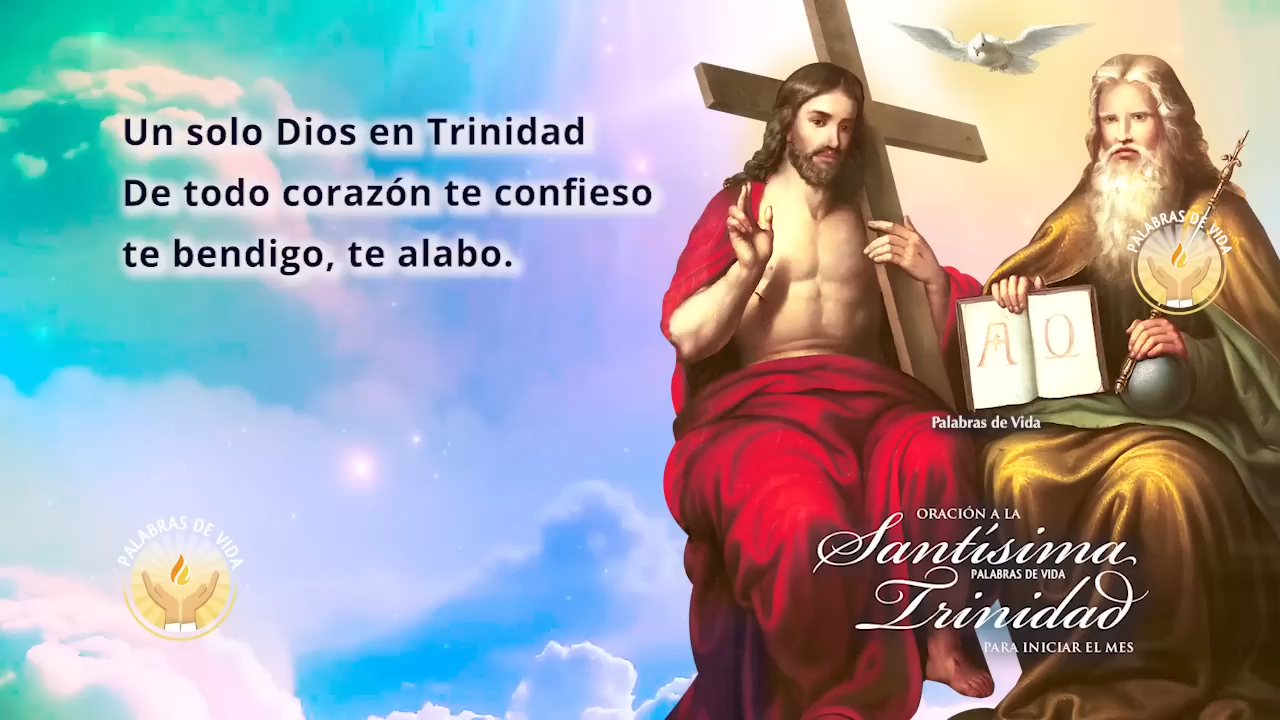 Un solo Dios en Trinidad
De todo corazón te confieso
te bendigo, te alabo.
PALABRAS DE VIDA
A Ω
Palabras de Vida
ORACIÓN A LA
Santísima
PALABRAS DE VIDA
Trinidad
PARA INICIAR EL MES
PALABRAS DE VIDA